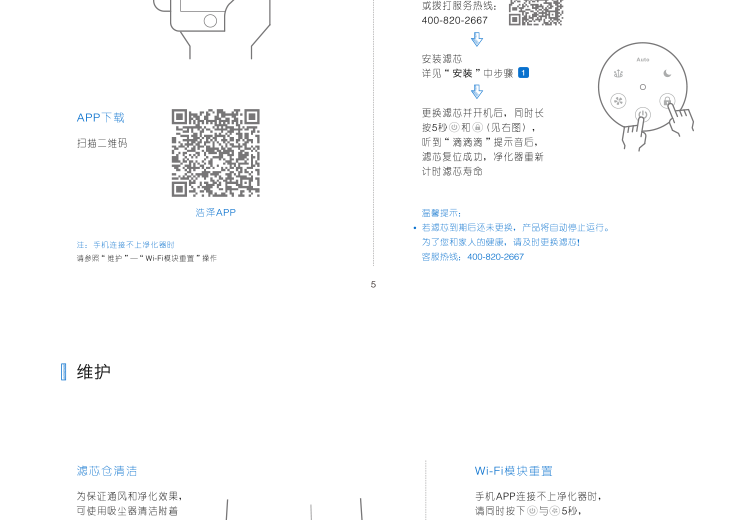 或拨打服务热线：
400-820-2667
安装滤芯
详见“安装”中步骤 1
更换滤芯并开机后，同时长
按5秒和（见右图），
听到“滴滴滴”提示音后，
滤芯复位成功，净化器重新
计时滤芯寿命
Auto
APP下载
扫描二维码
浩泽APP
注：手机连接不上净化器时
请参照“维护”—“Wi-Fi模块重置”操作
温馨提示：
• 若滤芯到期后还未更换，产品将自动停止运行。
为了您和家人的健康，请及时更换滤芯！
客服热线：400-820-2667
5
维护
滤芯仓清洁
为保证通风和净化效果，
可使用吸尘器清洁附着
Wi-Fi模块重置
手机APP连接不上净化器时，
请同时按下与5秒，